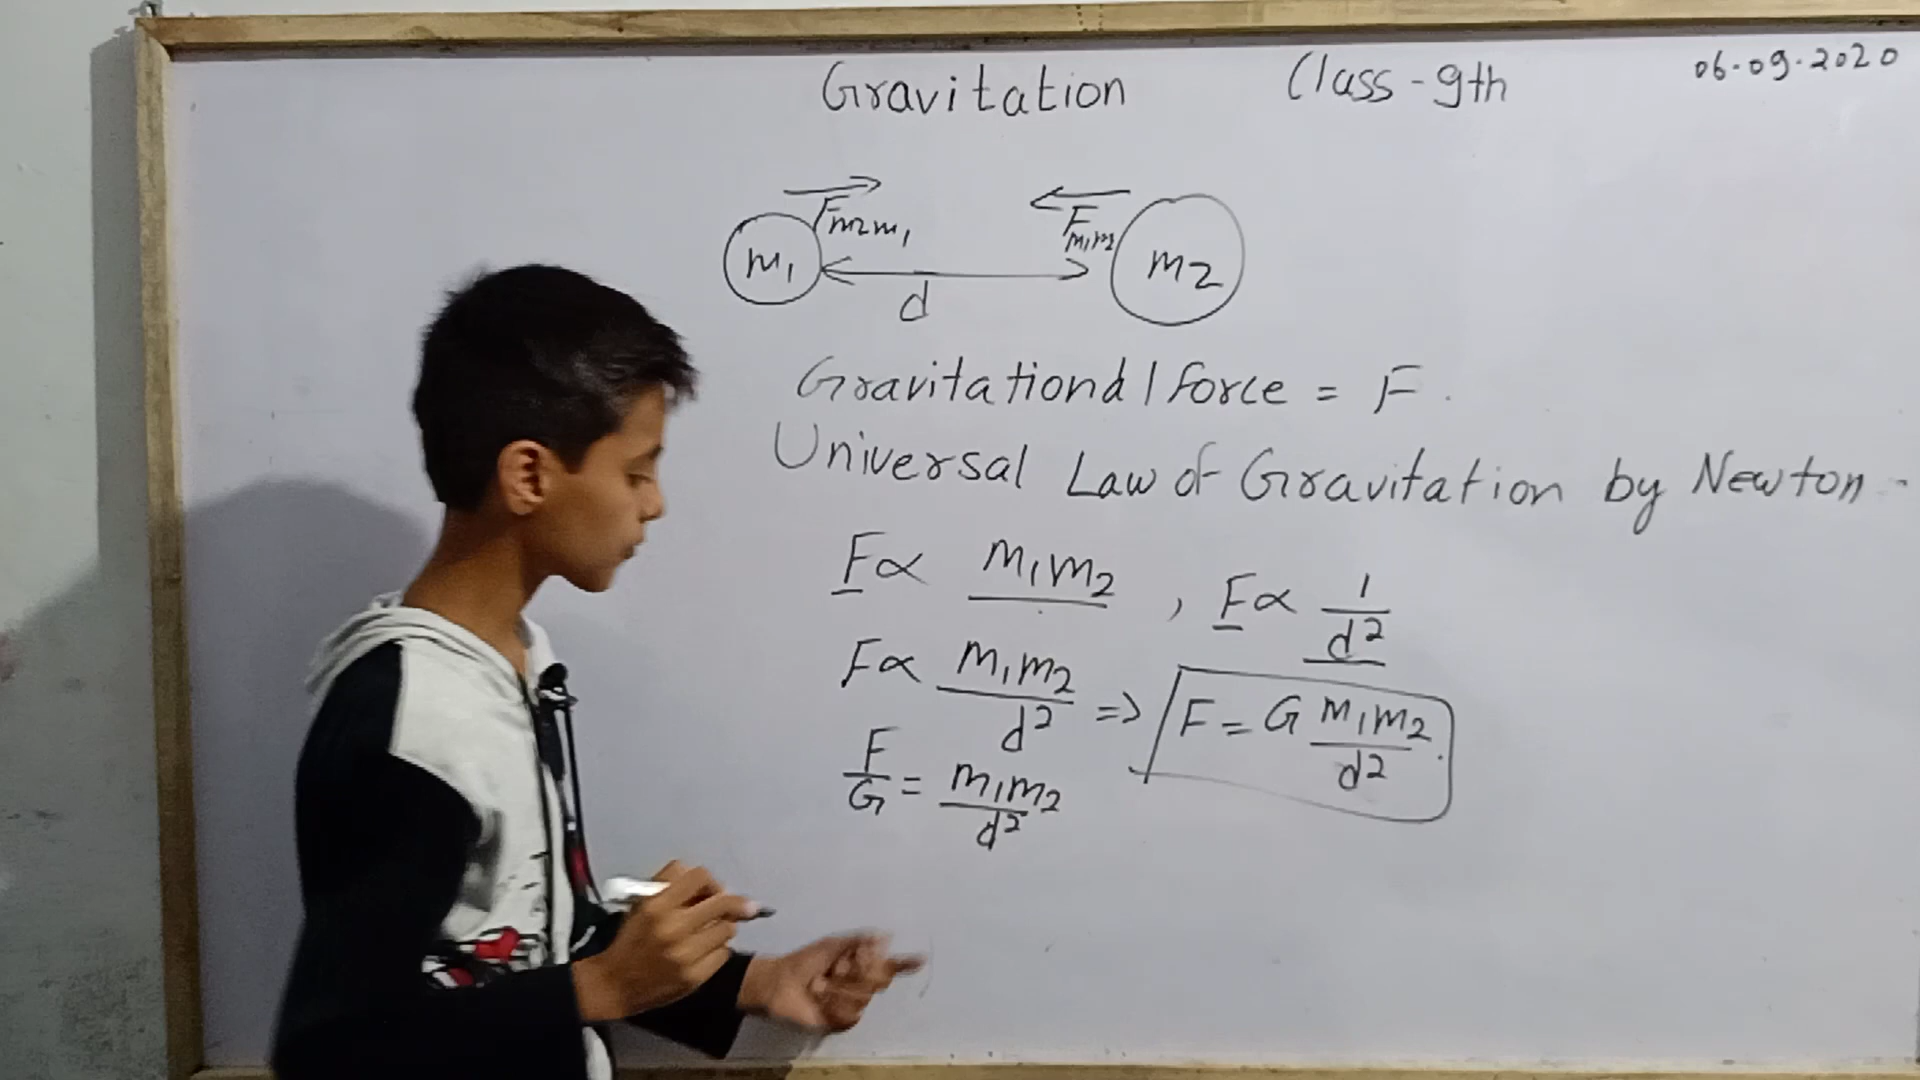 Gravitation Class-9th 06.09.2020
Fm2m1 Fm1m2
m1 m2
d
Gravitational Force = F.
Universal Law of Gravitation by Newton-
F∝ m1m2 , F∝ 1/d2
F∝ m1m2/d2 => F=G m1m2/d2.
F/G = m1m2/d2